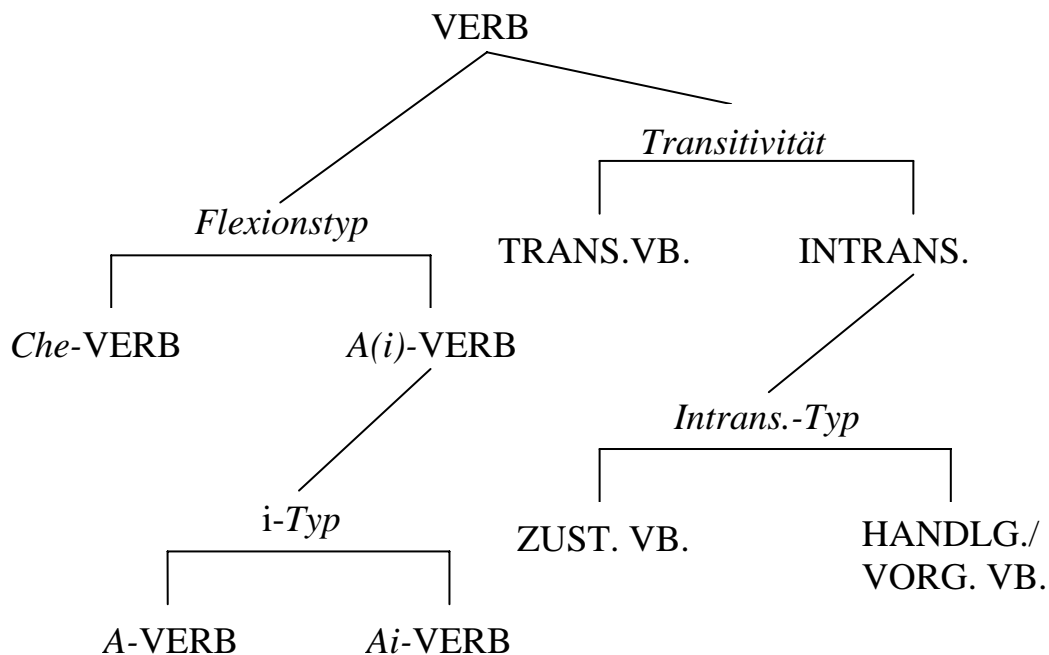 VERB
Transitivität
Flexionstyp
TRANS.VB.
INTRANS.
Che-VERB
A(i)-VERB
Intrans.-Typ
i-Typ
ZUST. VB.
HANDLG./
VORG. VB.
A-VERB
Ai-VERB